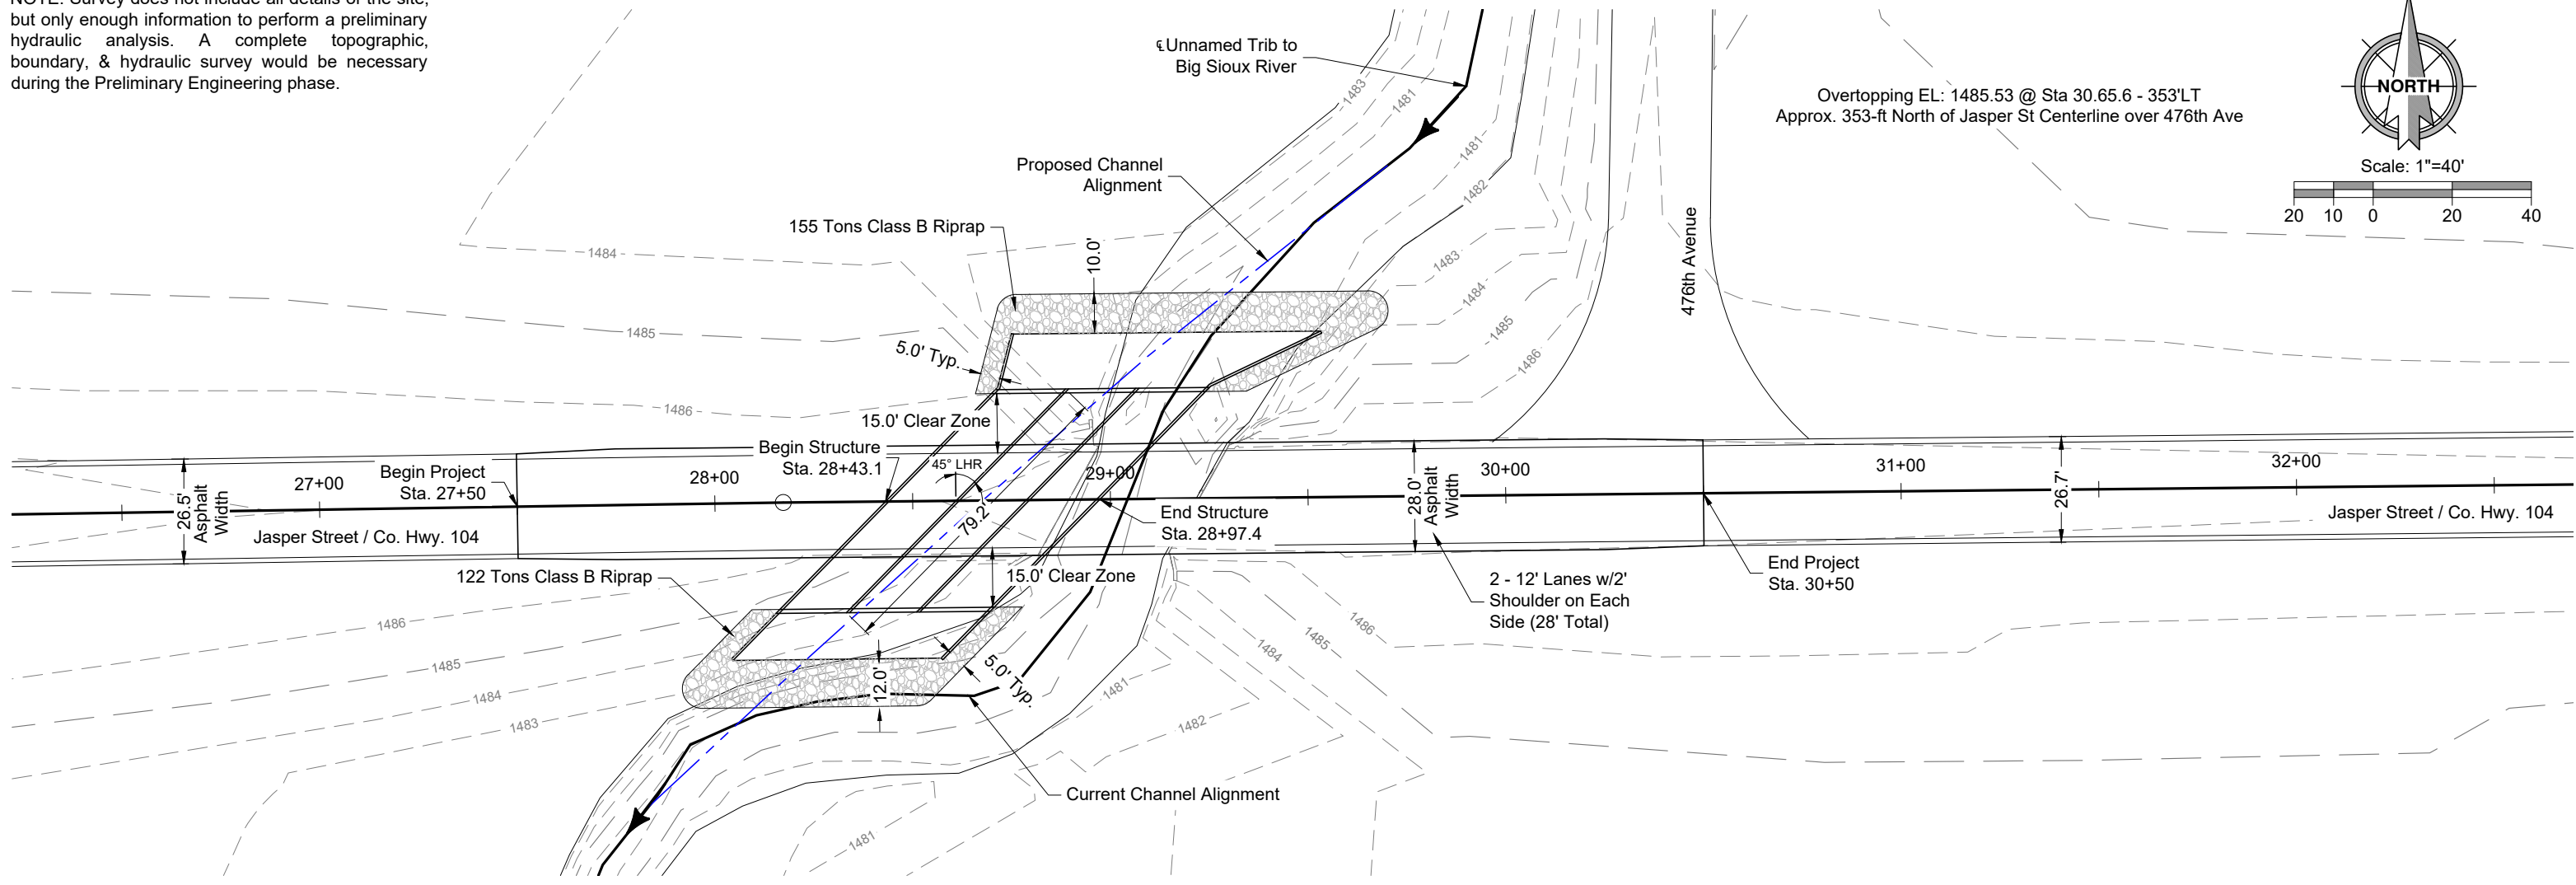 NOTE: Survey does not include all details of the site,
but only enough information to perform a preliminary
hydraulic analysis. A complete topographic,
boundary, & hydraulic survey would be necessary
during the Preliminary Engineering phase.
℄Unnamed Trib to
Big Sioux River
Overtopping EL: 1485.53 @ Sta 30.65.6 - 353'LT
Approx. 353-ft North of Jasper St Centerline over 476th Ave
NORTH
Scale: 1"=40'
20 10 0 20 40
1483
1481
1481
1482
Proposed Channel
Alignment
155 Tons Class B Riprap
10.0'
476th Avenue
1484
1483
1484
1485
1485
1486
5.0' Typ.
1486
15.0' Clear Zone
Begin Structure
Sta. 28+43.1
45° LHR
Begin Project
Sta. 27+50
27+00
28+00
29+00
30+00
31+00
32+00
26.5'
Asphalt
Width
79.2'
28.0'
Asphalt
Width
26.7'
End Structure
Sta. 28+97.4
Jasper Street / Co. Hwy. 104
Jasper Street / Co. Hwy. 104
122 Tons Class B Riprap
15.0' Clear Zone
2 - 12' Lanes w/2'
Shoulder on Each
Side (28' Total)
End Project
Sta. 30+50
1486
1485
1484
1483
1486
1485
1484
12.0'
5.0' Typ.
1481
1482
Current Channel Alignment
1481